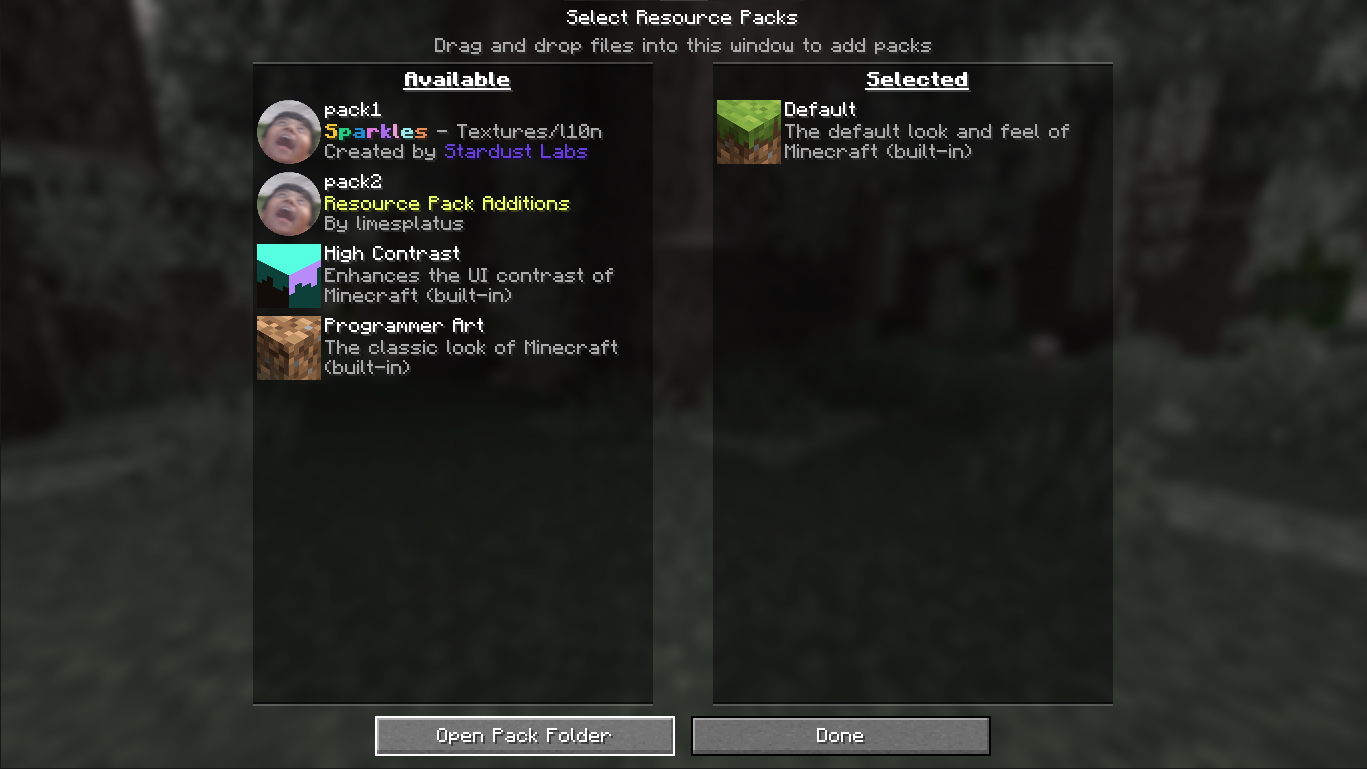 Select Resource Packs
Drag and drop files into this window to add packs
Available
pack1
Sparkles - Textures/l10n
Created by Stardust Labs
pack2
Resource Pack Additions
By limesplatus
High Contrast
Enhances the UI contrast of
Minecraft (built-in)
Programmer Art
The classic look of Minecraft
(built-in)
Selected
Default
The default look and feel of
Minecraft (built-in)
Open Pack Folder
Done